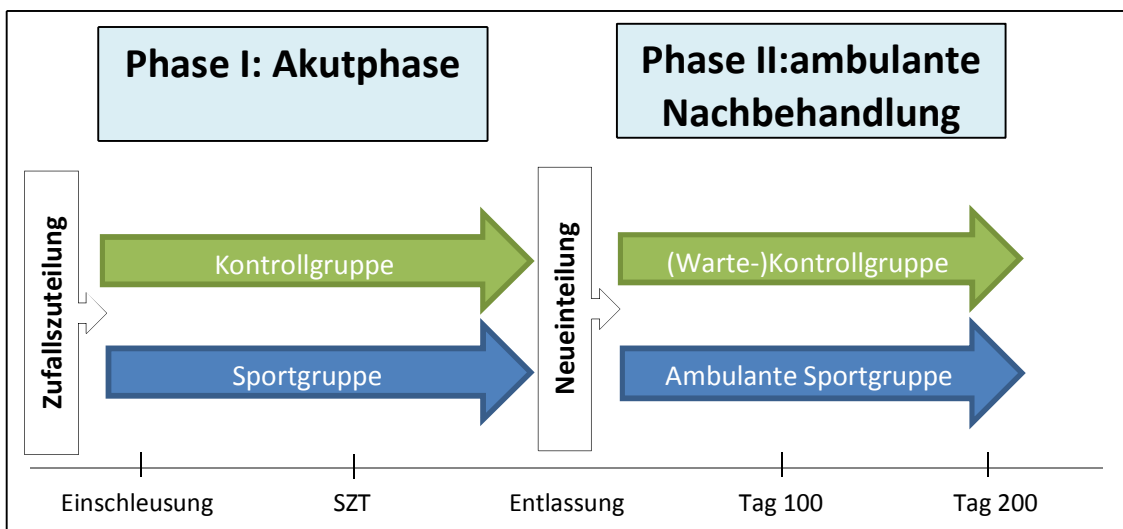 Phase I: Akutphase
Phase II:ambulante
Nachbehandlung
Zufallszuteilung
Kontrollgruppe
Sportgruppe
Neueinteilung
(Warte-)Kontrollgruppe
Ambulante Sportgruppe
Einschleusung
SZT
Entlassung
Tag 100
Tag 200